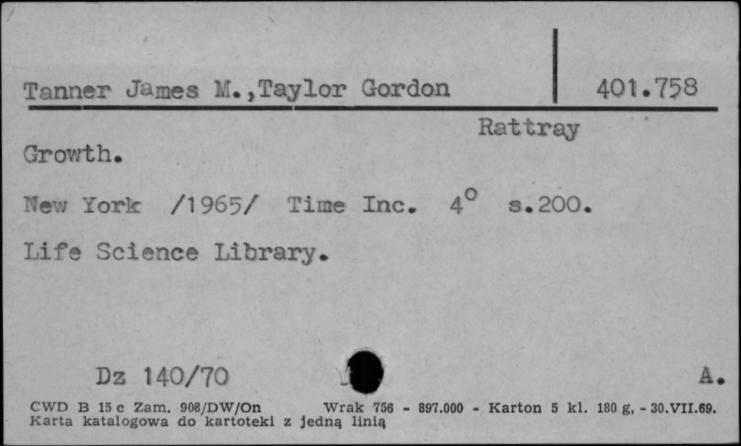 Tanner James M.,Taylor Gordon 401.758
Rattray
Growth.
New York /1965/ Time Inc. 4° s.200.
Life Science Library.
Dz 140/70 A.
CWD B 15 c Zam. 908/DW/On Wrak 756 - 897.000 - Karton 5 kl. 180 g, - 30.VII.69.
Karta katalogowa do kartoteki z jedną linią